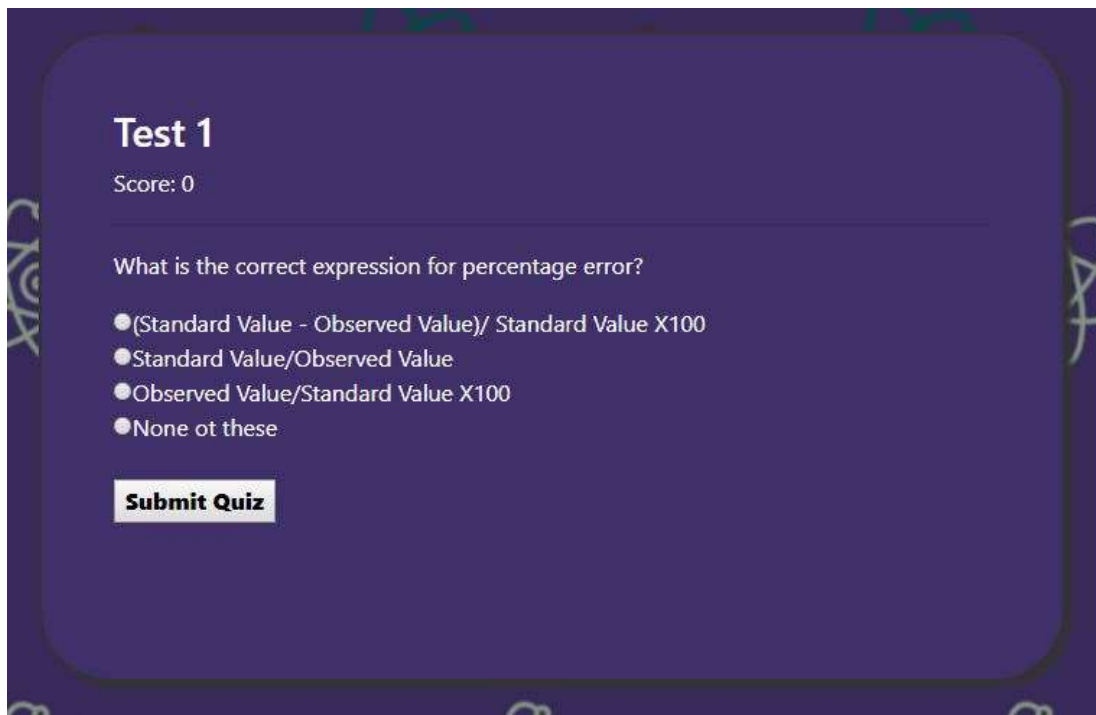 Test 1
Score: 0
What is the correct expression for percentage error?
(Standard Value - Observed Value)/ Standard Value X100
Standard Value/Observed Value
Observed Value/Standard Value X100
None ot these
Submit Quiz